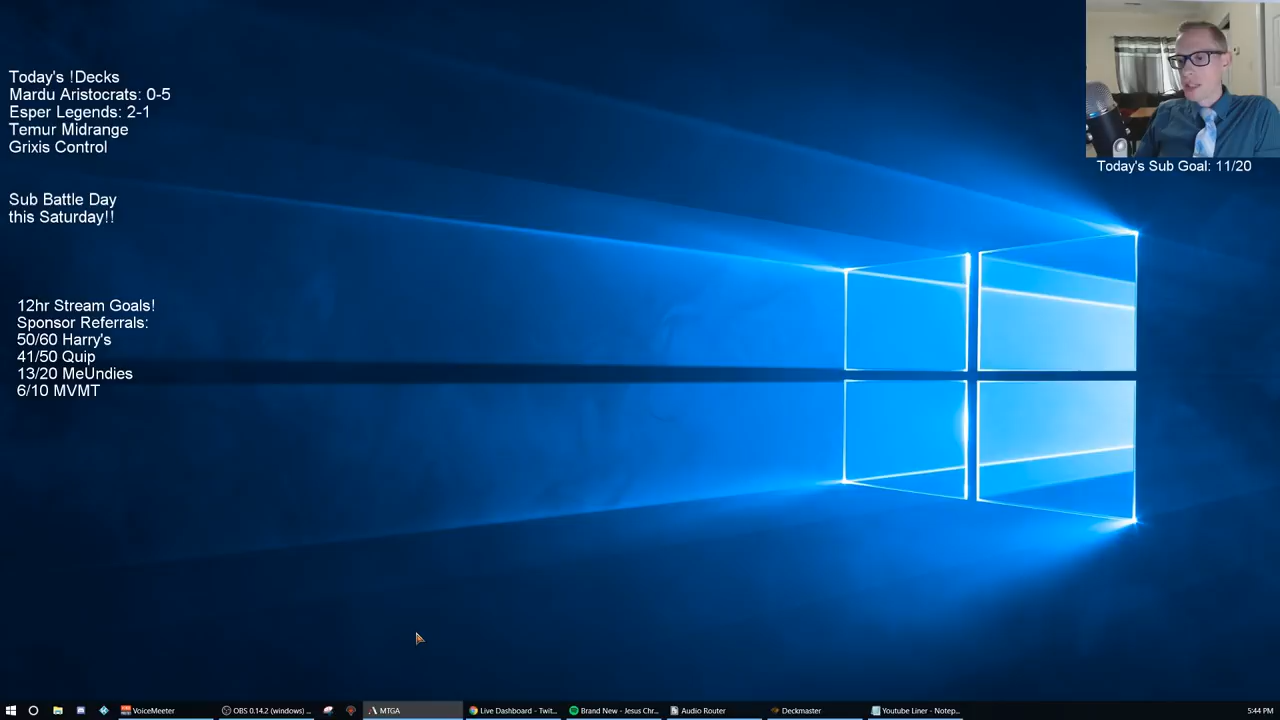 Today's !Decks
Mardu Aristocrats: 0-5
Esper Legends: 2-1
Temur Midrange
Grixis Control
Sub Battle Day
this Saturday!!
12hr Stream Goals!
Sponsor Referrals:
50/60 Harry's
41/50 Quip
13/20 MeUndies
6/10 MVMT
Today's Sub Goal: 11/20
VoiceMeeter
OBS 0.14.2 (windows) ...
MTGA
Live Dashboard - Twit...
Brand New - Jesus Chr...
Audio Router
Deckmaster
Youtube Liner - Notep...
5:44 PM